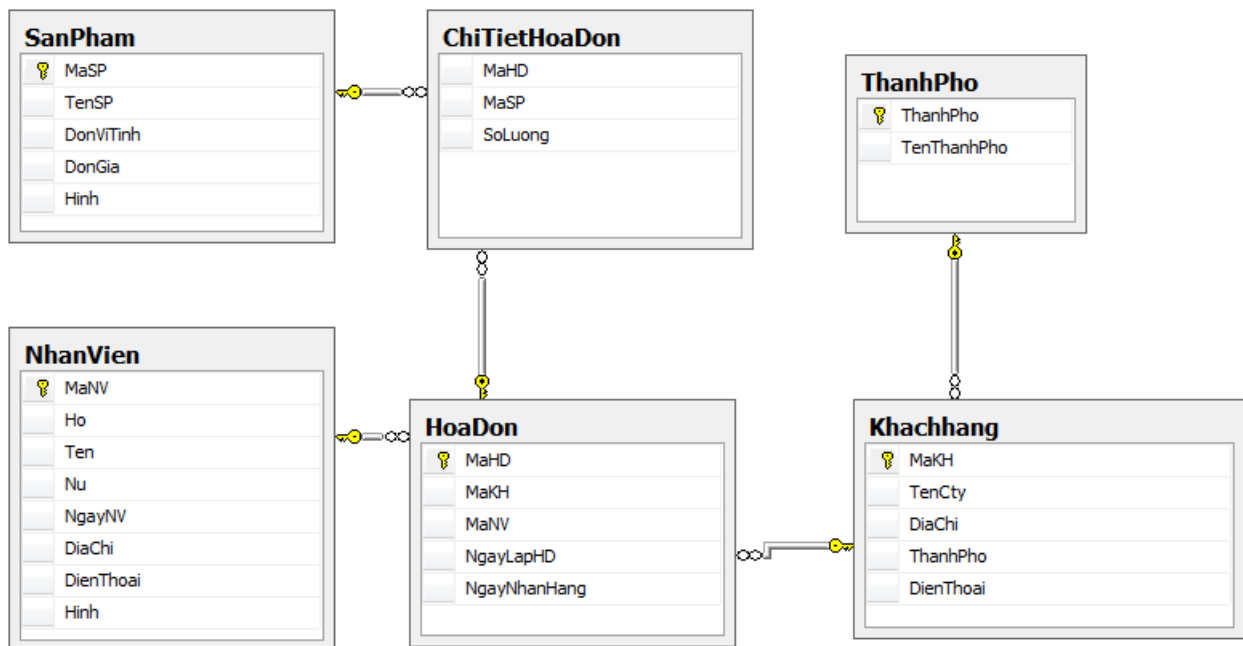 SanPham
MaSP
TenSP
DonViTinh
DonGia
Hinh
ChiTietHoaDon
MaHD
MaSP
SoLuong
ThanhPho
ThanhPho
TenThanhPho
NhanVien
MaNV
Ho
Ten
Nu
NgayNV
DiaChi
DienThoai
Hinh
HoaDon
MaHD
MaKH
MaNV
NgayLapHD
NgayNhanHang
Khachhang
MaKH
TenCty
DiaChi
ThanhPho
DienThoai